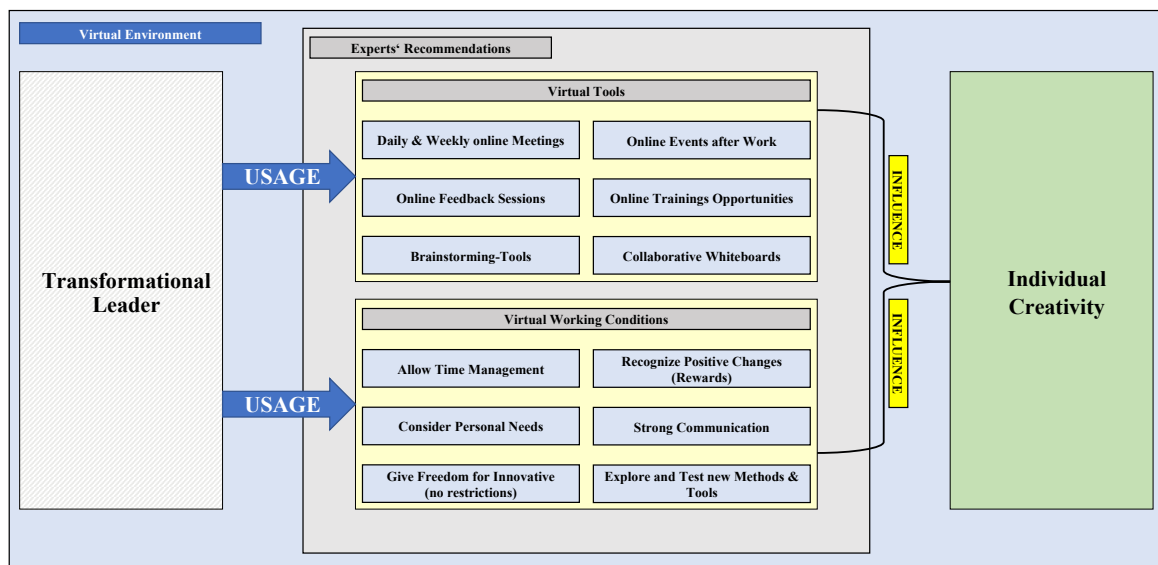 Virtual Environment
Experts‘ Recommendations
Transformational
Leader
USAGE
USAGE
Virtual Tools
Daily & Weekly online Meetings
Online Events after Work
Online Feedback Sessions
Online Trainings Opportunities
Brainstorming-Tools
Collaborative Whiteboards
Virtual Working Conditions
Allow Time Management
Recognize Positive Changes
(Rewards)
Consider Personal Needs
Strong Communication
Give Freedom for Innovative
(no restrictions)
Explore and Test new Methods &
Tools
INFLUENCE
INFLUENCE
Individual
Creativity